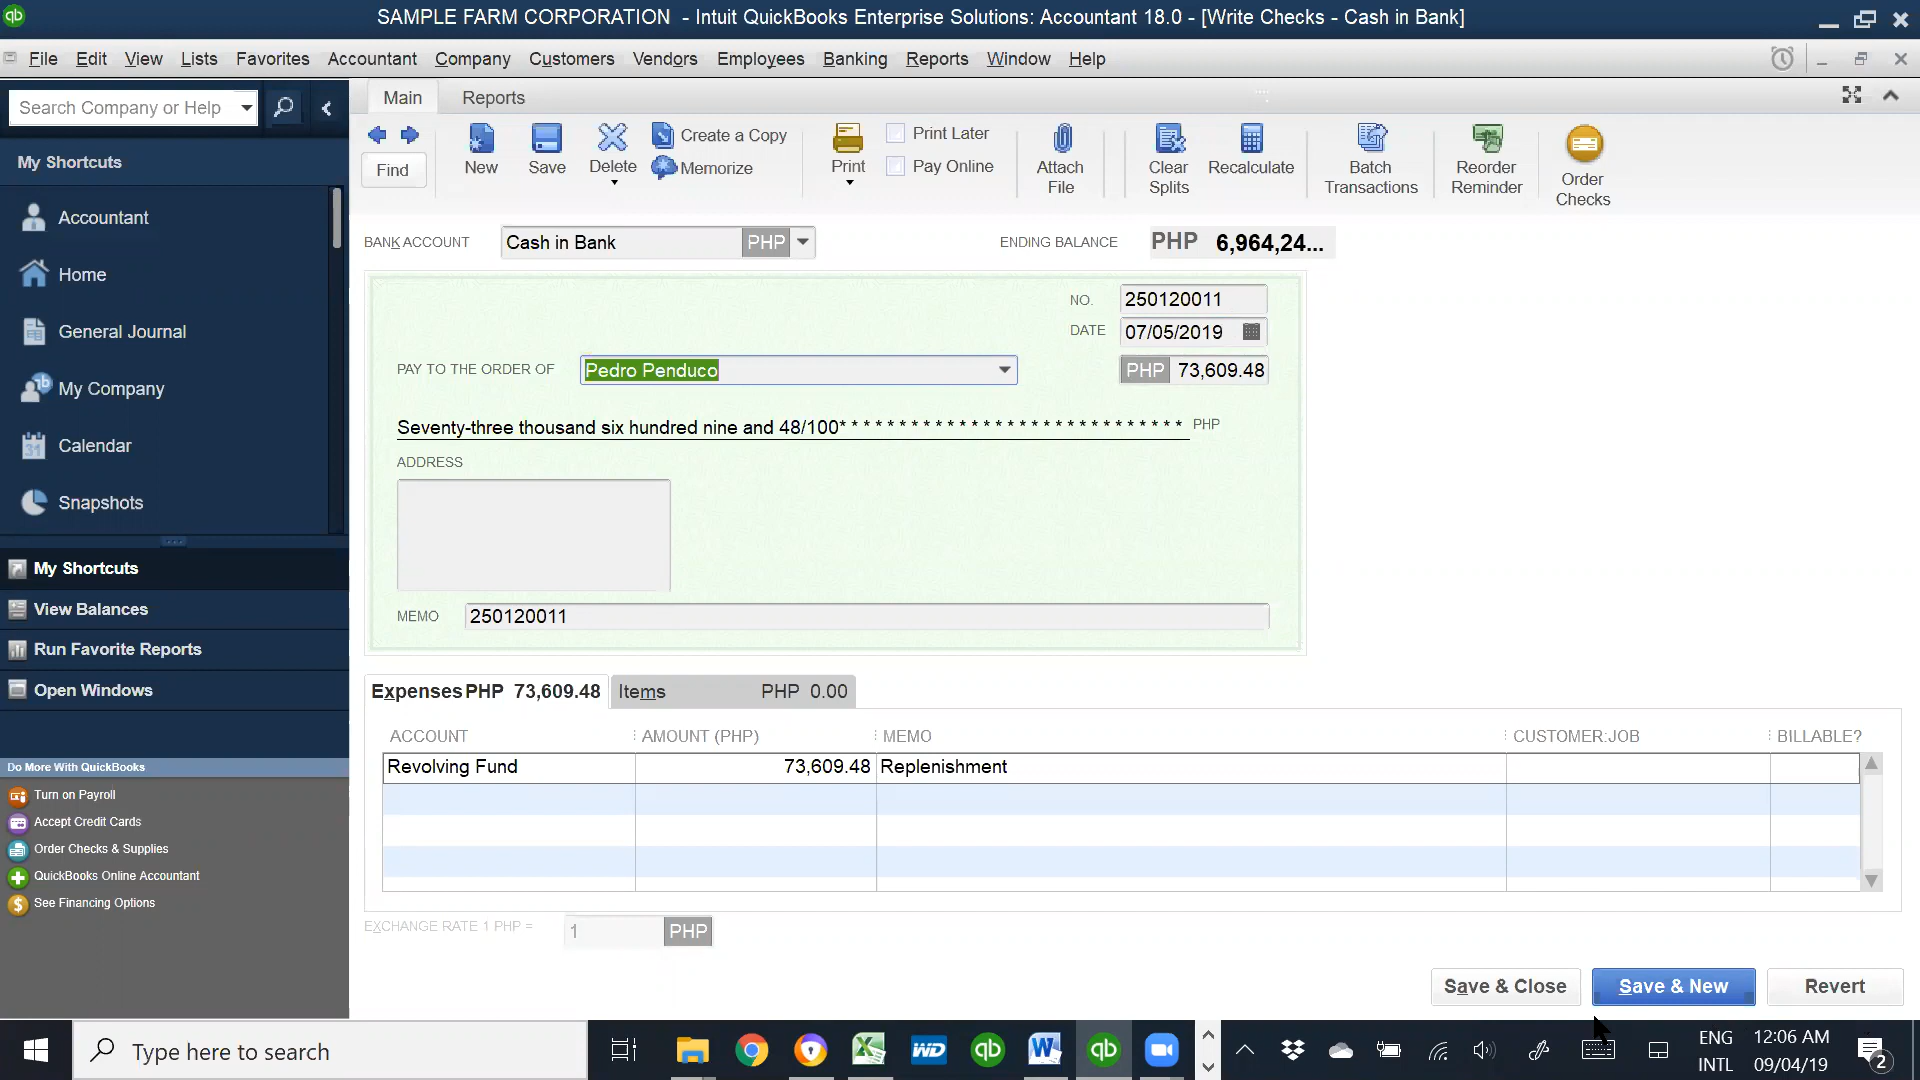 qb SAMPLE FARM CORPORATION - Intuit QuickBooks Enterprise Solutions: Accountant 18.0 - [Write Checks - Cash in Bank]
File Edit View Lists Favorites Accountant Company Customers Vendors Employees Banking Reports Window Help
Search Company or Help
Main Reports
Find
New
Save
Delete
Create a Copy
Memorize
Print
Print Later
Pay Online
Attach File
Clear Splits
Recalculate
Batch Transactions
Reorder Reminder
Order Checks
My Shortcuts
Accountant
Home
General Journal
My Company
31 Calendar
Snapshots
My Shortcuts
View Balances
Run Favorite Reports
Open Windows
Do More With QuickBooks
Turn on Payroll
Accept Credit Cards
Order Checks & Supplies
QuickBooks Online Accountant
See Financing Options
BANK ACCOUNT Cash in Bank PHP ENDING BALANCE PHP 6,964,24...
NO. 250120011
DATE 07/05/2019
PAY TO THE ORDER OF Pedro Penduco PHP 73,609.48
Seventy-three thousand six hundred nine and 48/100* * * * * * * * * * * * * * * * * * * * * * * * * * * * * PHP
ADDRESS
MEMO 250120011
Expenses PHP 73,609.48 Items PHP 0.00
ACCOUNT AMOUNT (PHP) MEMO CUSTOMER:JOB BILLABLE?
Revolving Fund 73,609.48 Replenishment
EXCHANGE RATE 1 PHP = 1 PHP
Save & Close Save & New Revert
Type here to search
WD qb W qb
ENG
INTL
12:06 AM
09/04/19
2